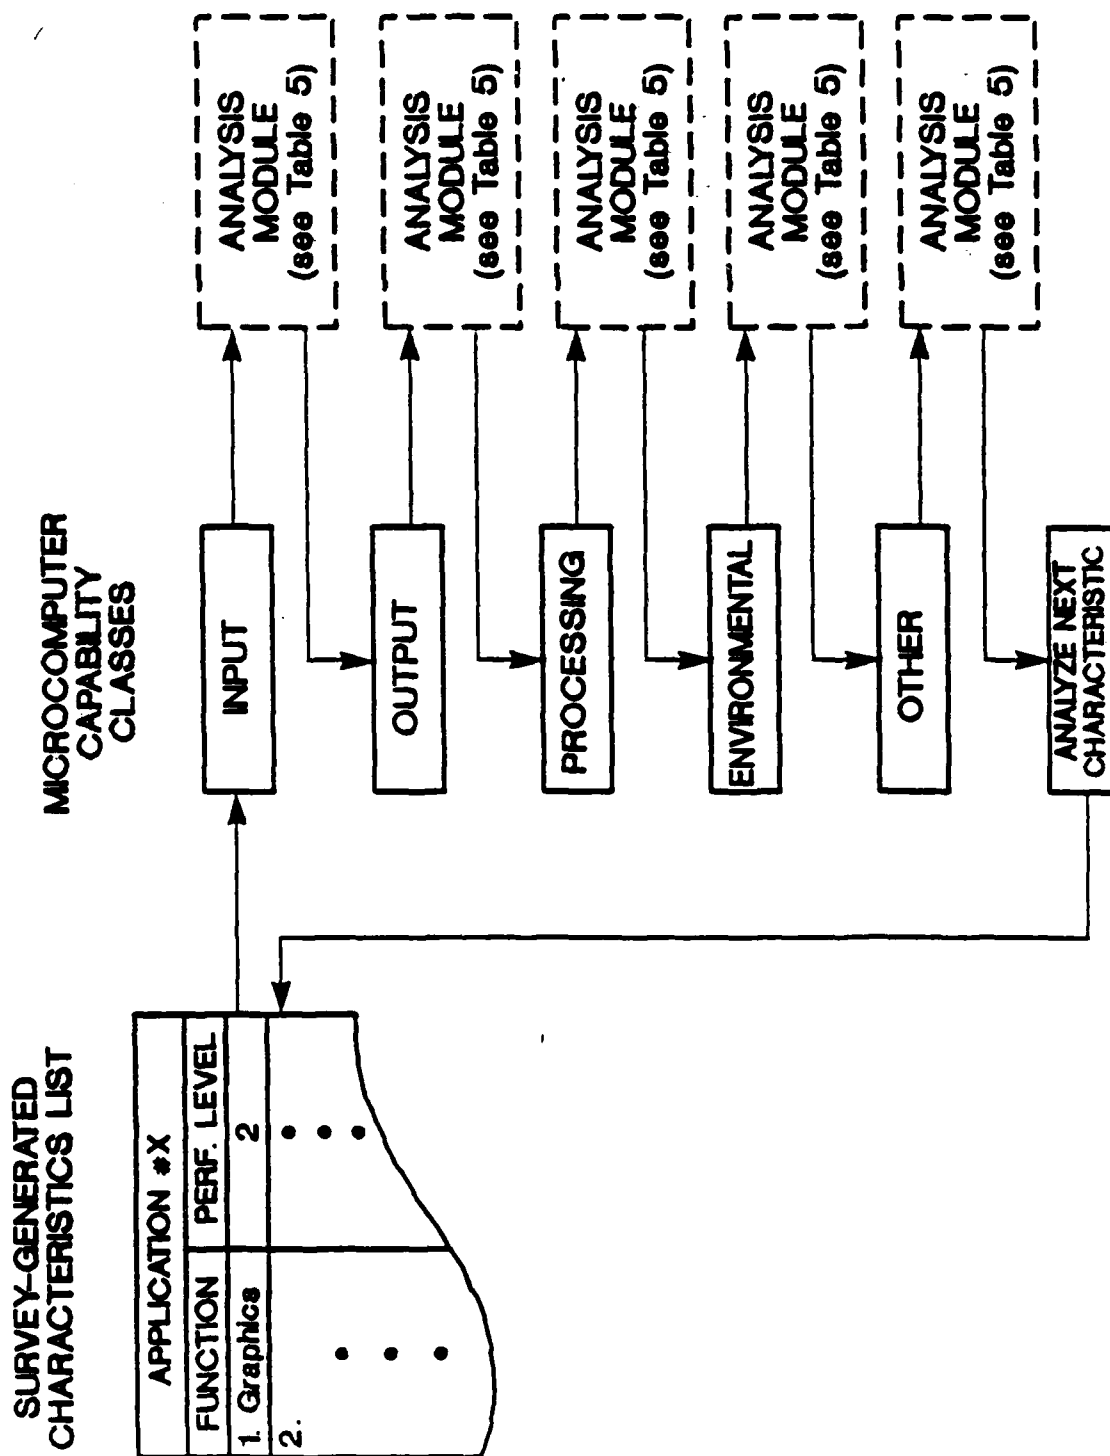 SURVEY-GENERATED
CHARACTERISTICS LIST
APPLICATION #X
FUNCTION PERF. LEVEL
1. Graphics 2
2.
MICROCOMPUTER
CAPABILITY
CLASSES
INPUT
ANALYSIS
MODULE
(see Table 5)
OUTPUT
ANALYSIS
MODULE
(see Table 5)
PROCESSING
ANALYSIS
MODULE
(see Table 5)
ENVIRONMENTAL
ANALYSIS
MODULE
(see Table 5)
OTHER
ANALYSIS
MODULE
(see Table 5)
ANALYZE NEXT
CHARACTERISTIC